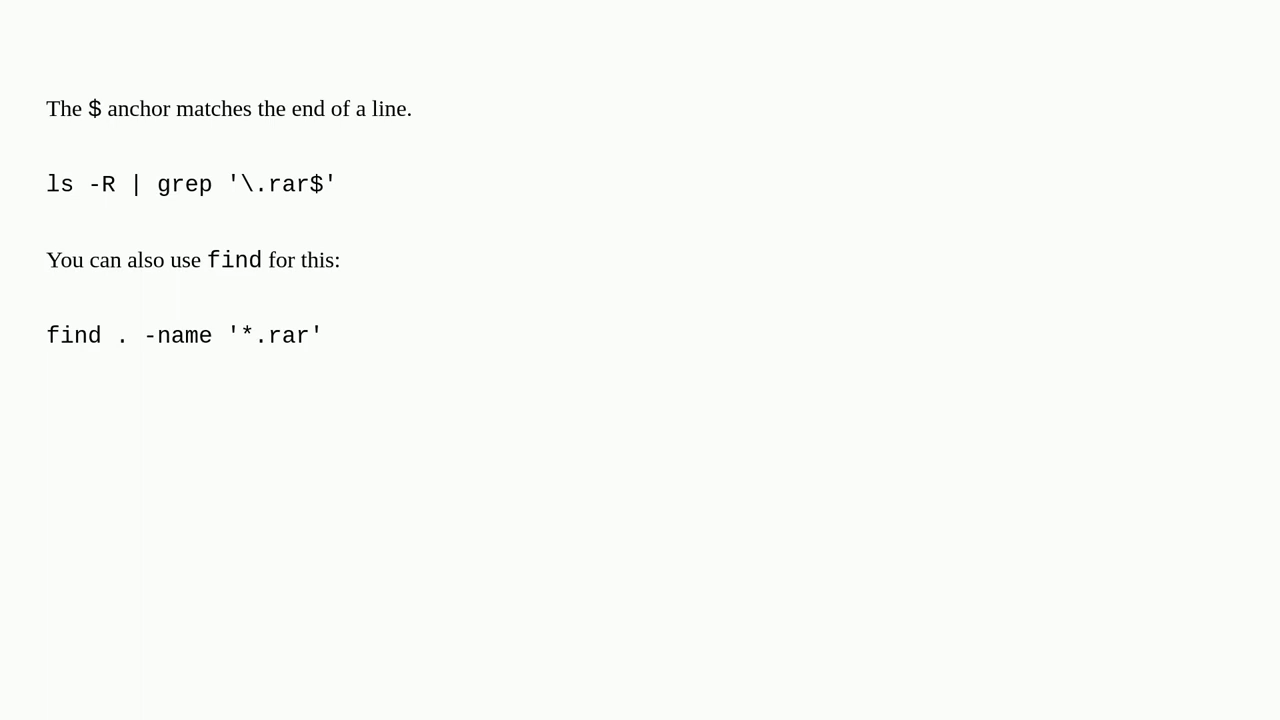 The $ anchor matches the end of a line.
ls -R | grep '\.rar$'
You can also use find for this:
find . -name '*.rar'